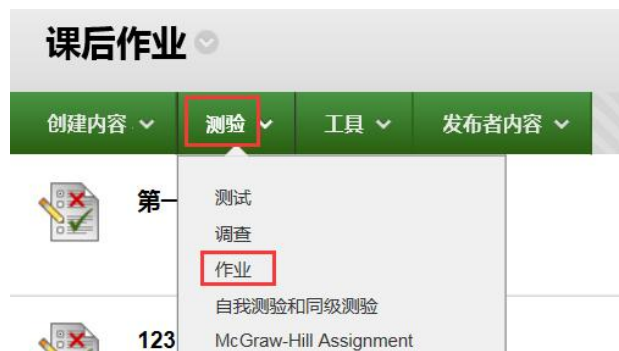 课后作业
创建内容 测验 工具 发布者内容
第一
测试
调查
作业
自我测验和同级测验
123
McGraw-Hill Assignment